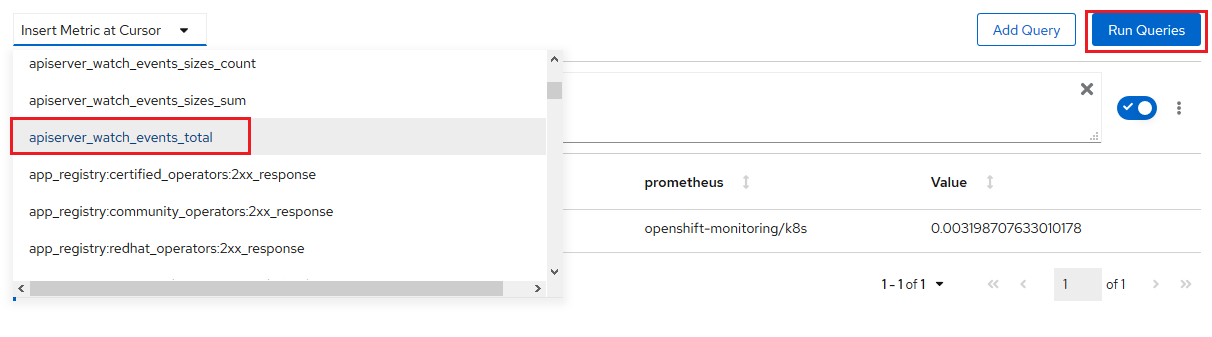 Insert Metric at Cursor
Add Query
Run Queries
apiserver_watch_events_sizes_count
apiserver_watch_events_sizes_sum
apiserver_watch_events_total
app_registry:certified_operators:2xx_response
app_registry:community_operators:2xx_response
app_registry:redhat_operators:2xx_response
prometheus
Value
openshift-monitoring/k8s
0.003198707633010178
1 - 1 of 1
1
of 1